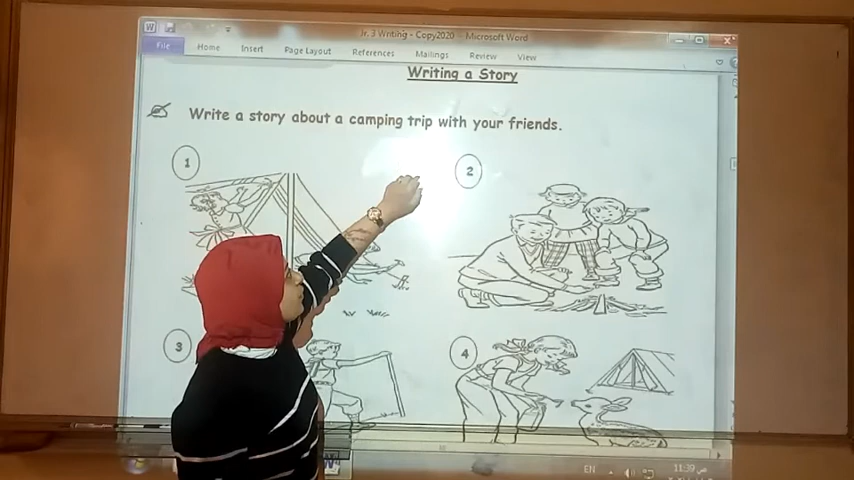 Jr. 3 Writing - Copy2020 - Microsoft Word
File Home Insert Page Layout References Mailings Review View
Writing a Story
Write a story about a camping trip with your friends.
1
2
3
4
EN
11:39